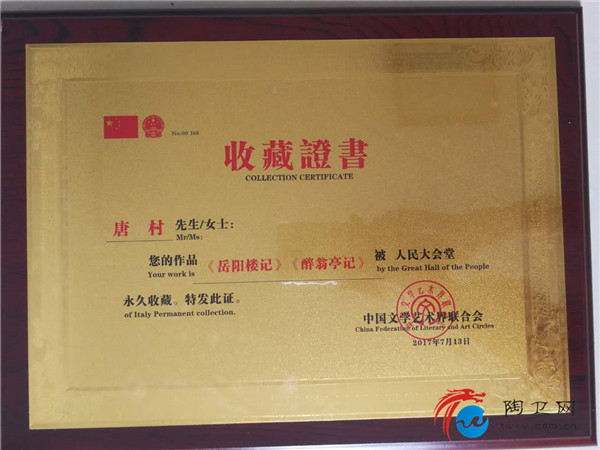 No:00 168
收藏證書
COLLECTION CERTIFICATE
唐 村 先生/女士：
Mr/Ms:
您的作品《岳阳楼记》《醉翁亭记》被 人民大会堂
Your work is by the Great Hall of the People
永久收藏。特发此证。
of Italy Permanent collection.
中国文学艺术界联合会
China Federation of Literary and Art Circles
2017年7月13日
陶卫网